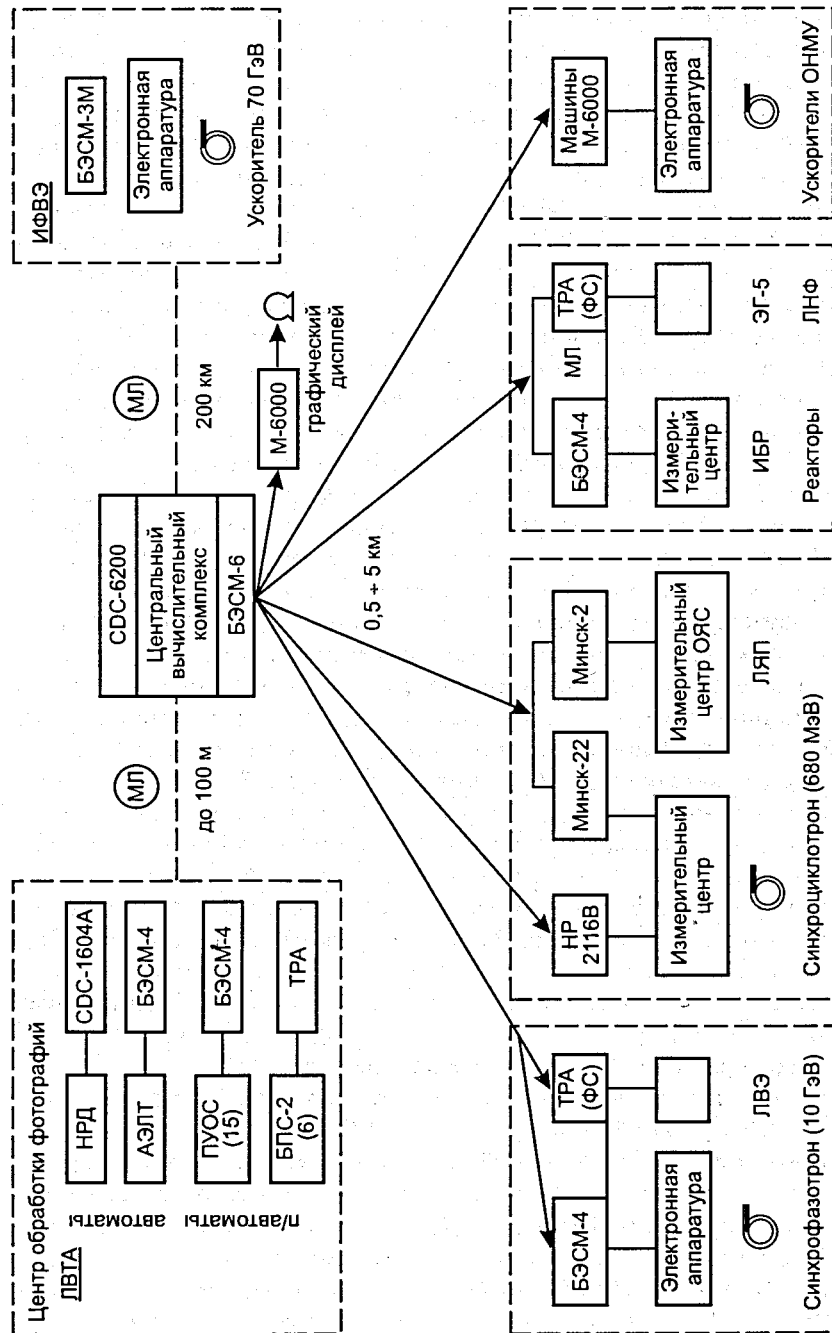 Центр обработки фотографий
ЛВТА
автоматы
п/автоматы
НРД
CDC-1604A
АЭЛТ
БЭСМ-4
ПУОС
(15)
БЭСМ-4
БПС-2
(6)
ТРА
МЛ
до 100 м
CDC-6200
Центральный
вычислительный
комплекс
БЭСМ-6
МЛ
200 км
М-6000
графический
дисплей
ИФВЭ
БЭСМ-3М
Электронная
аппаратура
Ускоритель 70 ГэВ
0,5 ÷ 5 км
БЭСМ-4
ТРА
(ФС)
Электронная
аппаратура
ЛВЭ
Синхрофазотрон (10 ГэВ)
НР
2116В
Минск-22
Минск-2
Измерительный
центр
Измерительный
центр ОЯС
ЛЯП
Синхроциклотрон (680 МэВ)
БЭСМ-4
МЛ
ТРА
(ФС)
Измери-
тельный
центр
ИБР
ЭГ-5
Реакторы
ЛНФ
Машины
М-6000
Электронная
аппаратура
Ускорители ОНМУ